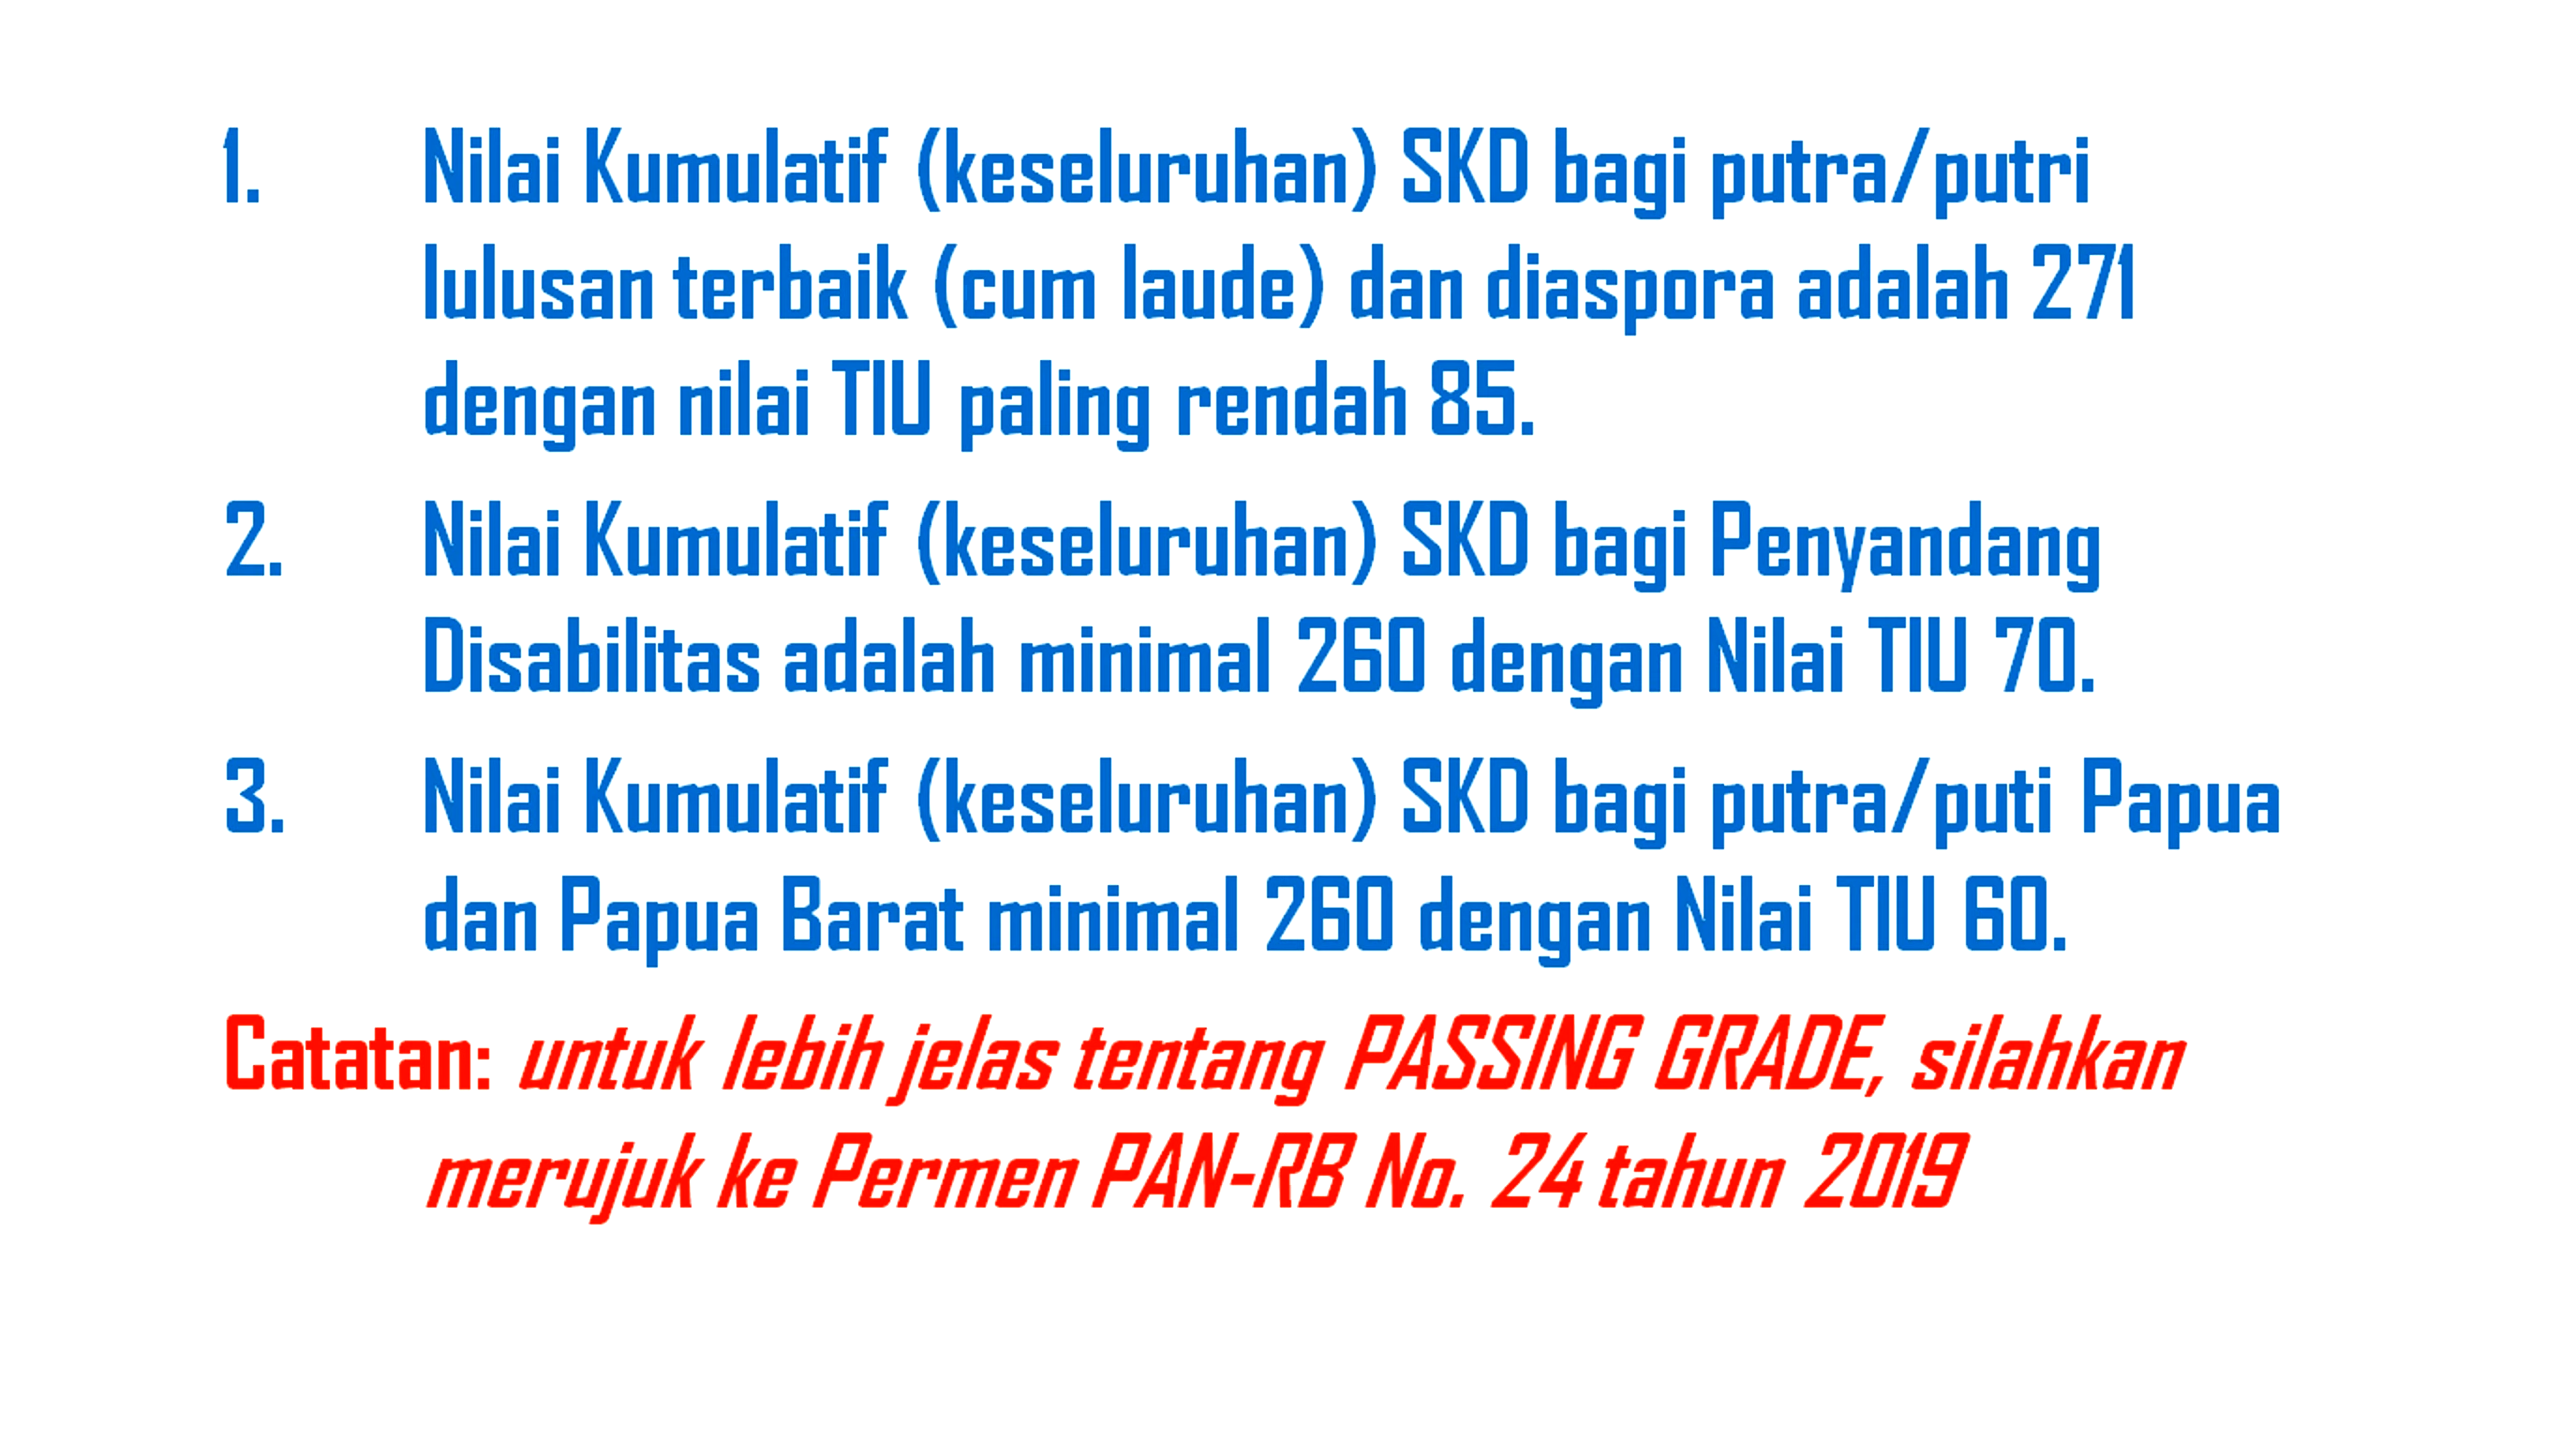 1. Nilai Kumulatif (keseluruhan) SKD bagi putra/putri
lulusan terbaik (cum laude) dan diaspora adalah 271
dengan nilai TIU paling rendah 85.
2. Nilai Kumulatif (keseluruhan) SKD bagi Penyandang
Disabilitas adalah minimal 260 dengan Nilai TIU 70.
3. Nilai Kumulatif (keseluruhan) SKD bagi putra/puti Papua
dan Papua Barat minimal 260 dengan Nilai TIU 60.
Catatan: untuk lebih jelas tentang PASSING GRADE, silahkan
merujuk ke Permen PAN-RB No. 24 tahun 2019